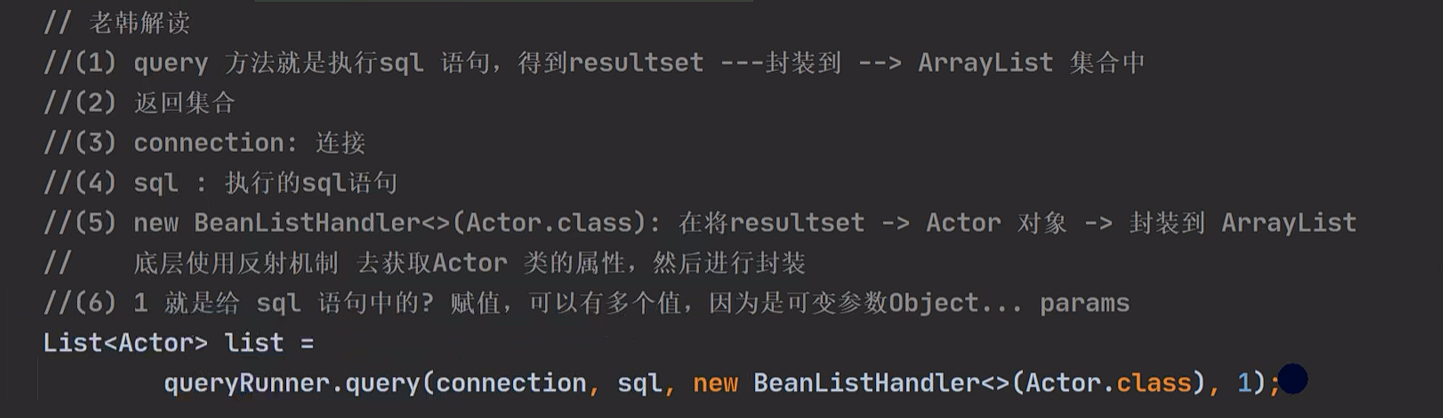 // 老韩解读
//(1) query 方法就是执行sql 语句，得到resultset ---封装到 --> ArrayList 集合中
//(2) 返回集合
//(3) connection: 连接
//(4) sql : 执行的sql语句
//(5) new BeanListHandler<>(Actor.class): 在将resultset -> Actor 对象 -> 封装到 ArrayList
//    底层使用反射机制 去获取Actor 类的属性，然后进行封装
//(6) 1 就是给 sql 语句中的? 赋值，可以有多个值，因为是可变参数Object... params
List<Actor> list =
        queryRunner.query(connection, sql, new BeanListHandler<>(Actor.class), 1);